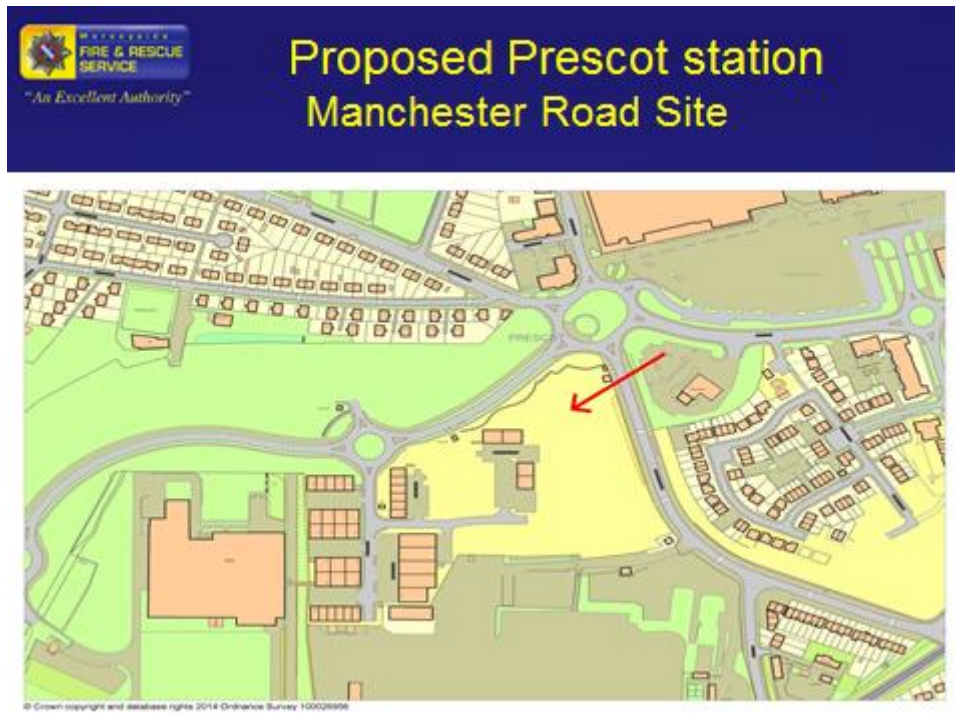 Merseyside
FIRE & RESCUE
SERVICE
"An Excellent Authority"
Proposed Prescot station
Manchester Road Site
PRESCOT
© Crown copyright and database rights 2014 Ordnance Survey 100026956